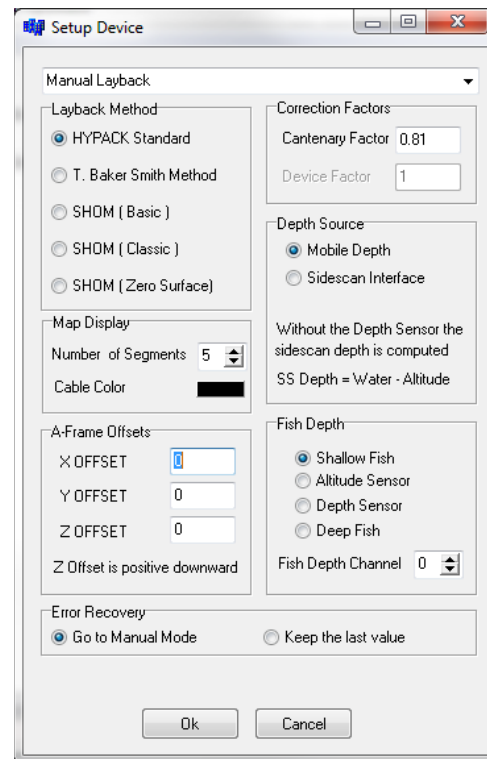 Setup Device
Manual Layback
Layback Method
HYPACK Standard
T. Baker Smith Method
SHOM ( Basic )
SHOM ( Classic )
SHOM ( Zero Surface)
Correction Factors
Cantenary Factor 0.81
Device Factor 1
Depth Source
Mobile Depth
Sidescan Interface
Without the Depth Sensor the
sidescan depth is computed
SS Depth = Water - Altitude
Map Display
Number of Segments 5
Cable Color
A-Frame Offsets
X OFFSET 0
Y OFFSET 0
Z OFFSET 0
Z Offset is positive downward
Fish Depth
Shallow Fish
Altitude Sensor
Depth Sensor
Deep Fish
Fish Depth Channel 0
Error Recovery
Go to Manual Mode Keep the last value
Ok Cancel